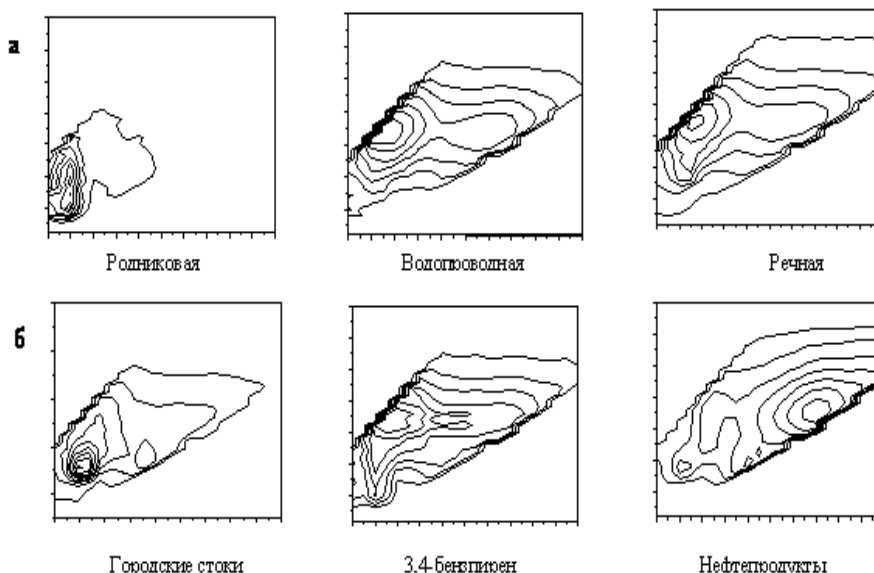 а
Родниковая
Водопроводная
Речная
б
Городские стоки
3,4-бензпирен
Нефтепродукты